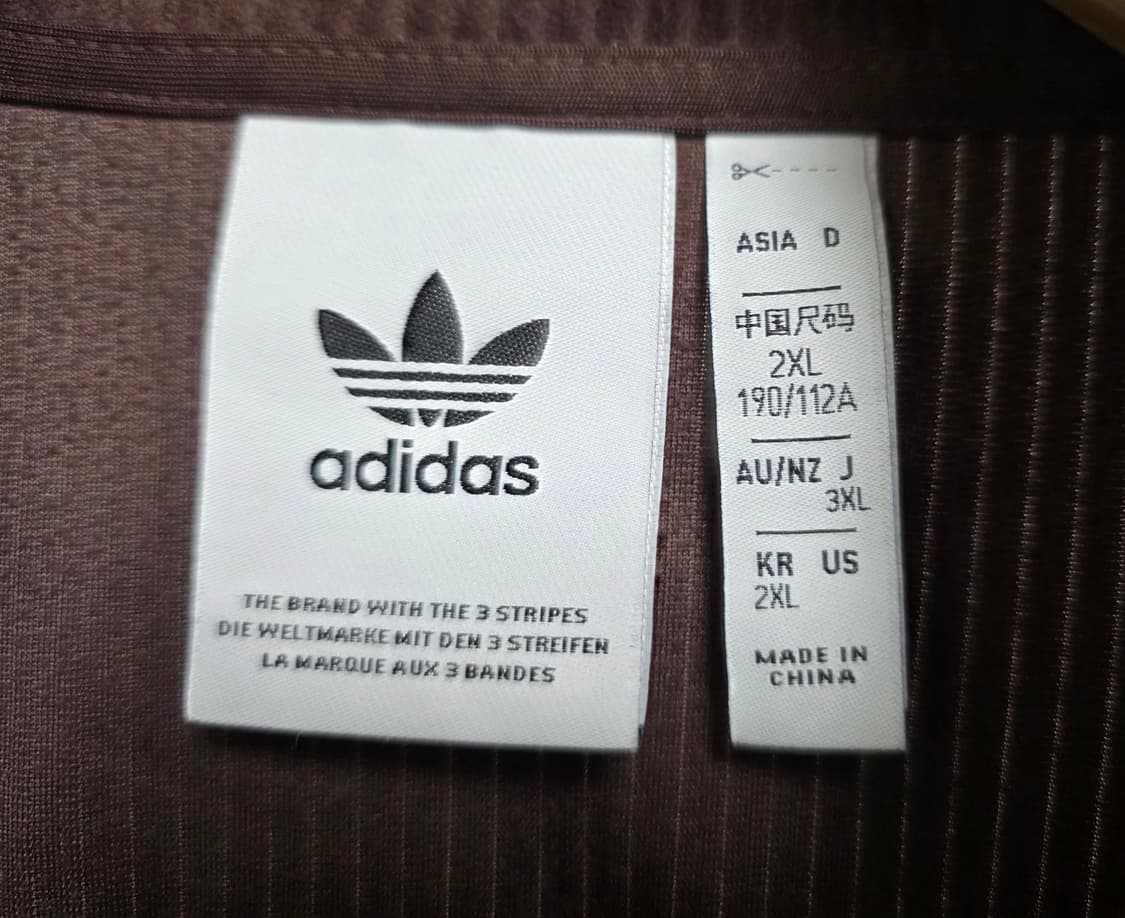 adidas
THE BRAND WITH THE 3 STRIPES
DIE WELTMARKE MIT DEN 3 STREIFEN
LA MARQUE AUX 3 BANDES
ASIA D
中国尺码
2XL
190/112A
AU/NZ J
3XL
KR US
2XL
MADE IN
CHINA